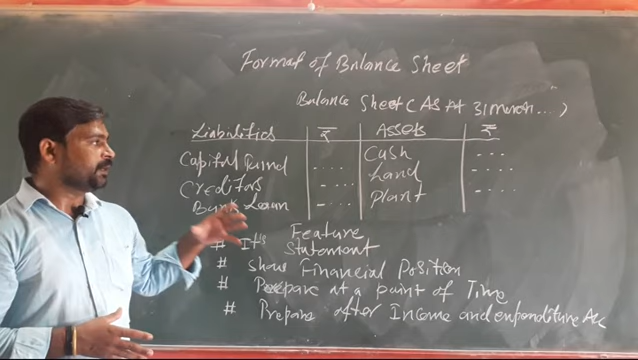 Format of Balance Sheet
Balance Sheet (As At 31 March ... )
Liabilities ₹ Assets ₹
Capital Fund .... Cash ...
Creditors .... Land ....
Bank Loan - ... Plant - ...
Feature
# It's Statement
# Show Financial Position
# Prepare at a point of Time
# Prepare after Income and expenditure A/c